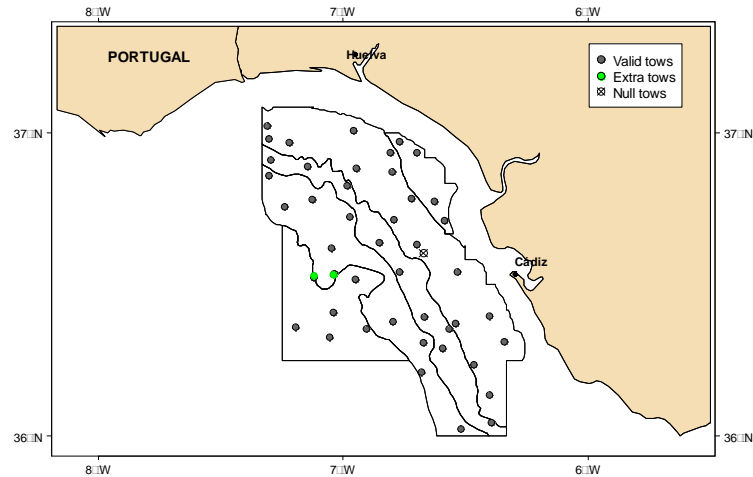 8□W 7□W 6□W
PORTUGAL
Huelva
Valid tows
Extra tows
Null tows
37□N 37□N
Cádiz
36□N 36□N
8□W 7□W 6□W